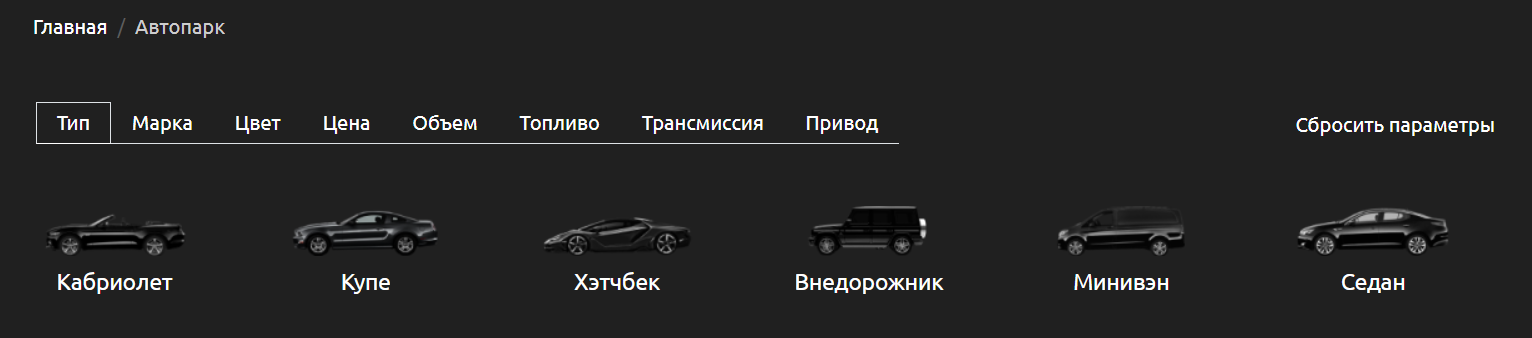 Главная / Автопарк
Тип Марка Цвет Цена Объем Топливо Трансмиссия Привод Сбросить параметры
Кабриолет Купе Хэтчбек Внедорожник Минивэн Седан